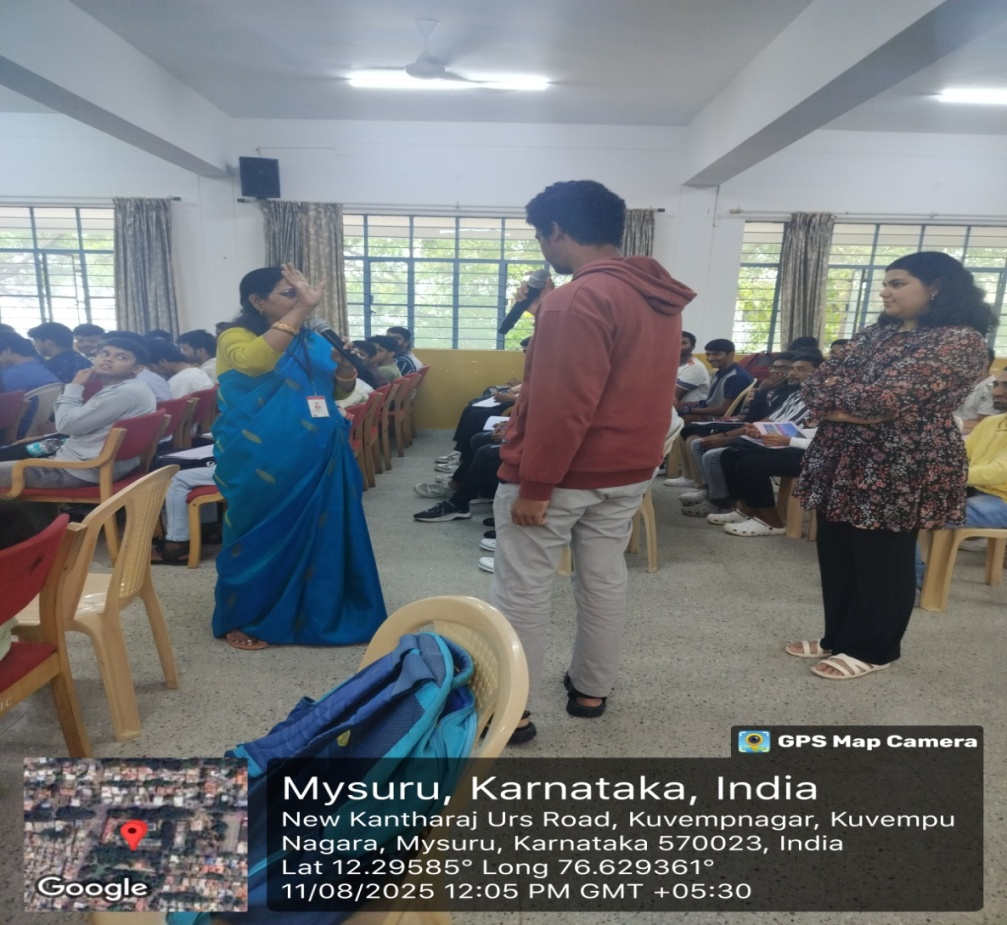 GPS Map Camera
Mysuru, Karnataka, India
New Kantharaj Urs Road, Kuvempnagar, Kuvempu
Nagara, Mysuru, Karnataka 570023, India
Lat 12.29585° Long 76.629361°
11/08/2025 12:05 PM GMT +05:30
Google